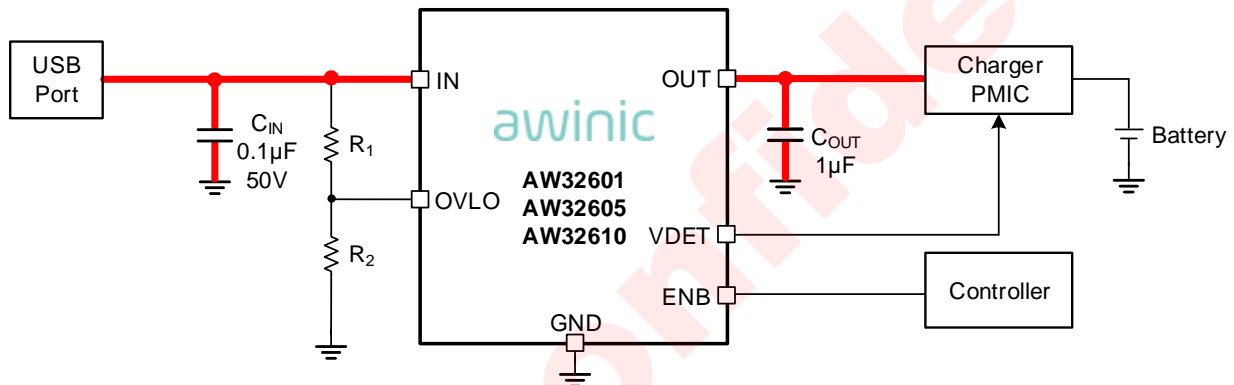 USB
Port
C_IN
0.1µF
50V
R_1
R_2
IN
OVLO
awinic
AW32601
AW32605
AW32610
GND
OUT
VDET
ENB
C_OUT
1µF
Charger
PMIC
Battery
Controller
onfide